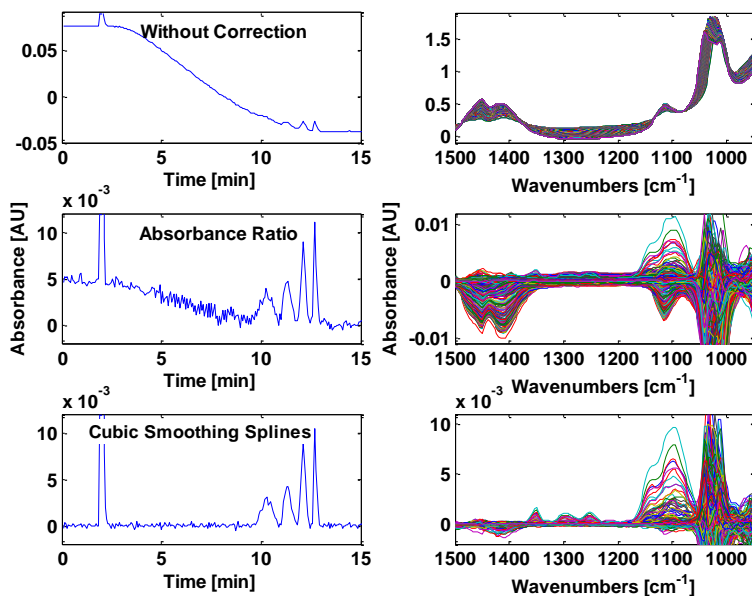 Without Correction
0.05
0
-0.05
0 5 10 15
Time [min]
1.5
1
0.5
0
1500 1400 1300 1200 1100 1000
Wavenumbers [cm-1]
x 10-3
Absorbance Ratio
10
5
0
0 5 10 15
Time [min]
Absorbance [AU]
0.01
0
-0.01
1500 1400 1300 1200 1100 1000
Wavenumbers [cm-1]
Absorbance [AU]
x 10-3
Cubic Smoothing Splines
10
5
0
0 5 10 15
Time [min]
x 10-3
10
5
0
1500 1400 1300 1200 1100 1000
Wavenumbers [cm-1]